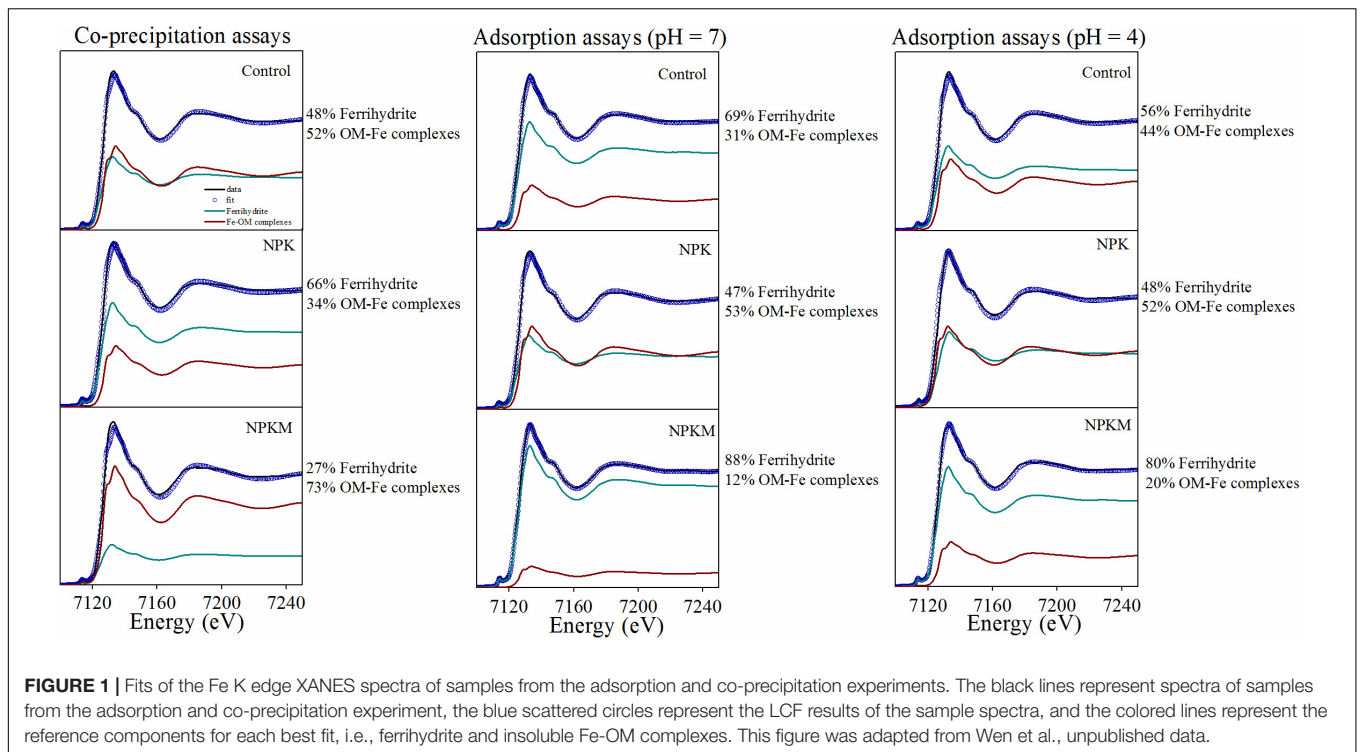 Co-precipitation assays
Control
48% Ferrihydrite
52% OM-Fe complexes
data
fit
Ferrihydrite
Fe-OM complexes
NPK
66% Ferrihydrite
34% OM-Fe complexes
NPKM
27% Ferrihydrite
73% OM-Fe complexes
7120 7160 7200 7240
Energy (eV)
Adsorption assays (pH = 7)
Control
69% Ferrihydrite
31% OM-Fe complexes
NPK
47% Ferrihydrite
53% OM-Fe complexes
NPKM
88% Ferrihydrite
12% OM-Fe complexes
7120 7160 7200 7240
Energy (eV)
Adsorption assays (pH = 4)
Control
56% Ferrihydrite
44% OM-Fe complexes
NPK
48% Ferrihydrite
52% OM-Fe complexes
NPKM
80% Ferrihydrite
20% OM-Fe complexes
7120 7160 7200 7240
Energy (eV)
FIGURE 1 | Fits of the Fe K edge XANES spectra of samples from the adsorption and co-precipitation experiments. The black lines represent spectra of samples
from the adsorption and co-precipitation experiment, the blue scattered circles represent the LCF results of the sample spectra, and the colored lines represent the
reference components for each best fit, i.e., ferrihydrite and insoluble Fe-OM complexes. This figure was adapted from Wen et al., unpublished data.